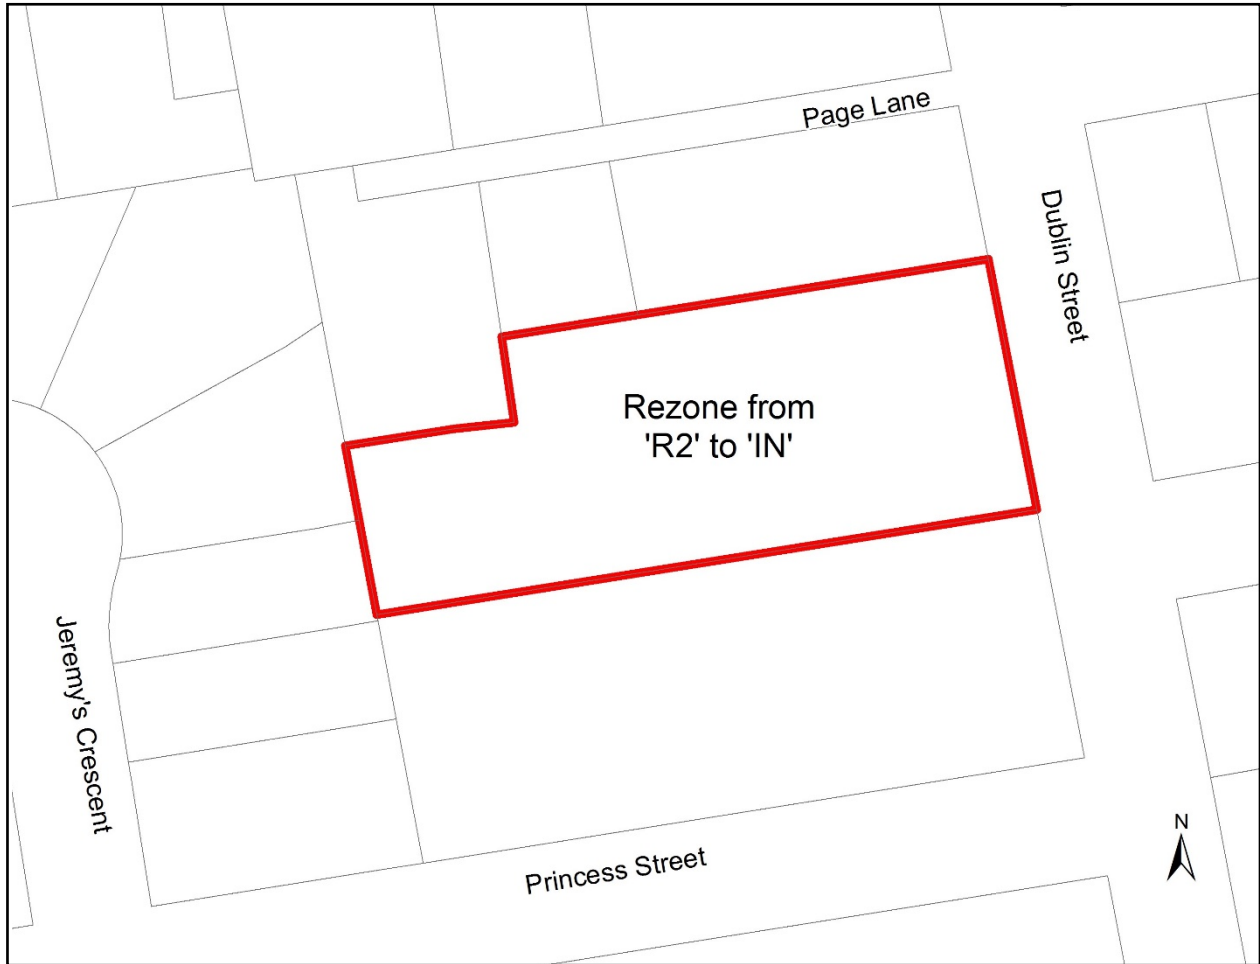 Page Lane
Dublin Street
Rezone from
'R2' to 'IN'
Jeremy's Crescent
N
Princess Street